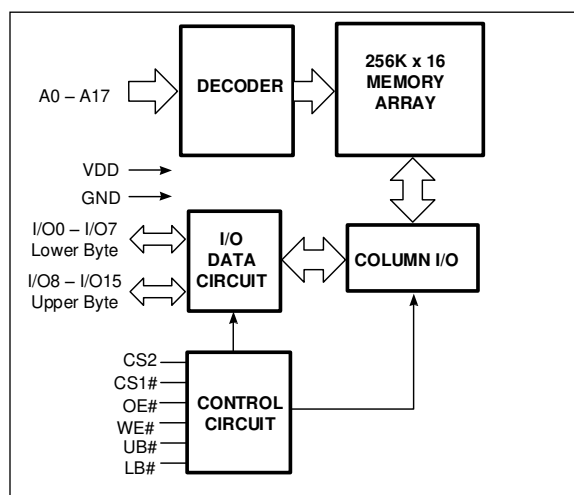 A0 – A17
DECODER
256K x 16
MEMORY
ARRAY
VDD
GND
I/O0 – I/O7
Lower Byte
I/O8 – I/O15
Upper Byte
I/O
DATA
CIRCUIT
COLUMN I/O
CS2
CS1#
OE#
WE#
UB#
LB#
CONTROL
CIRCUIT